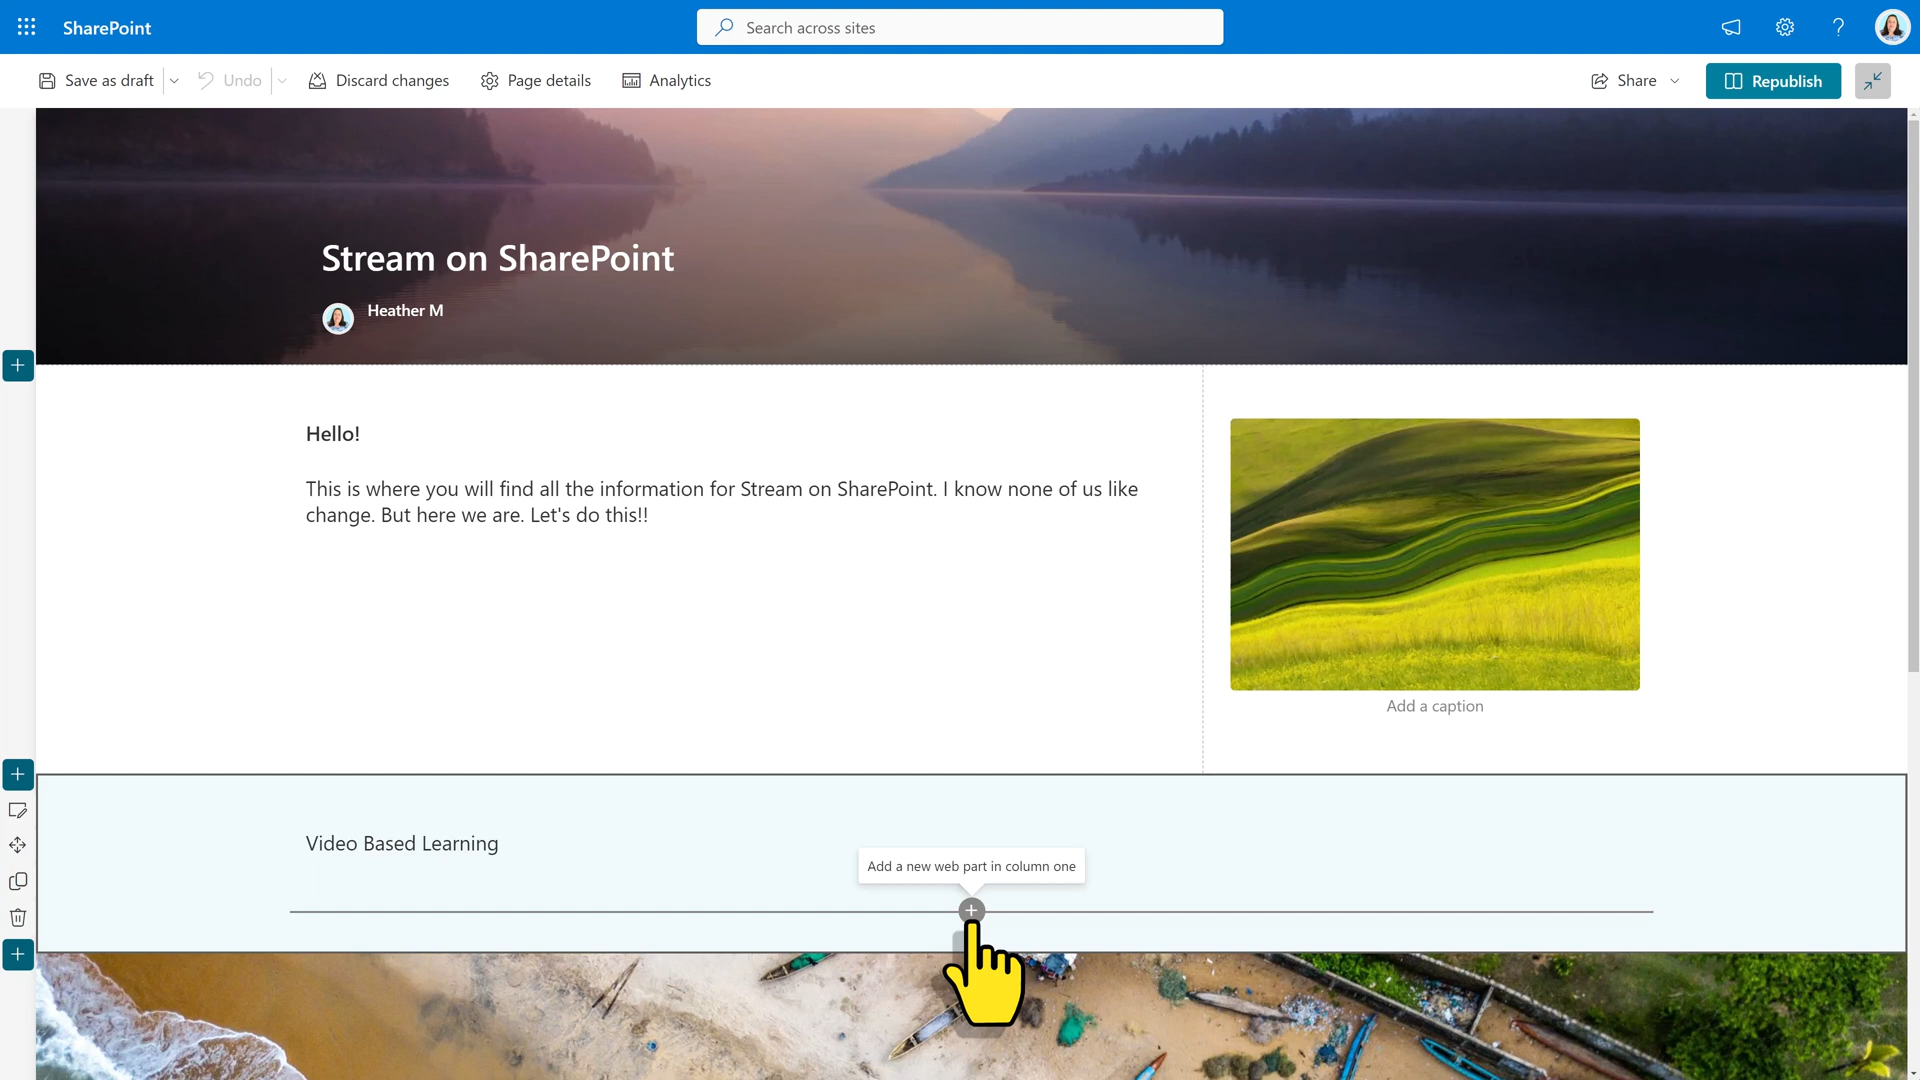 SharePoint
Search across sites
?
Save as draft
Undo
Discard changes
Page details
Analytics
Share
Republish
Stream on SharePoint
Heather M
Hello!
This is where you will find all the information for Stream on SharePoint. I know none of us like
change. But here we are. Let's do this!!
Add a caption
Video Based Learning
Add a new web part in column one